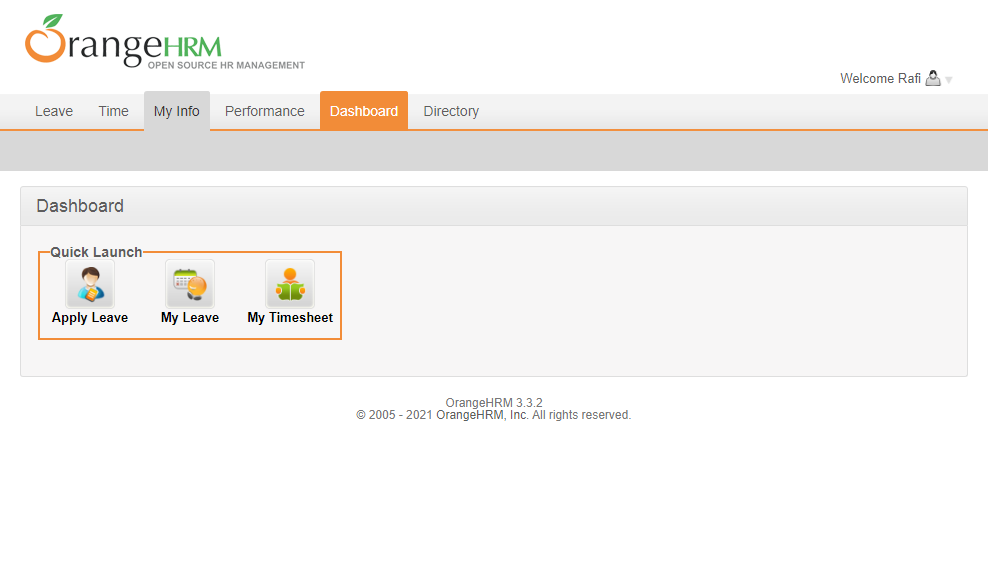 OrangeHRM
OPEN SOURCE HR MANAGEMENT
Welcome Rafi
Leave Time My Info Performance Dashboard Directory
Dashboard
Quick Launch
Apply Leave My Leave My Timesheet
OrangeHRM 3.3.2
© 2005 - 2021 OrangeHRM, Inc. All rights reserved.